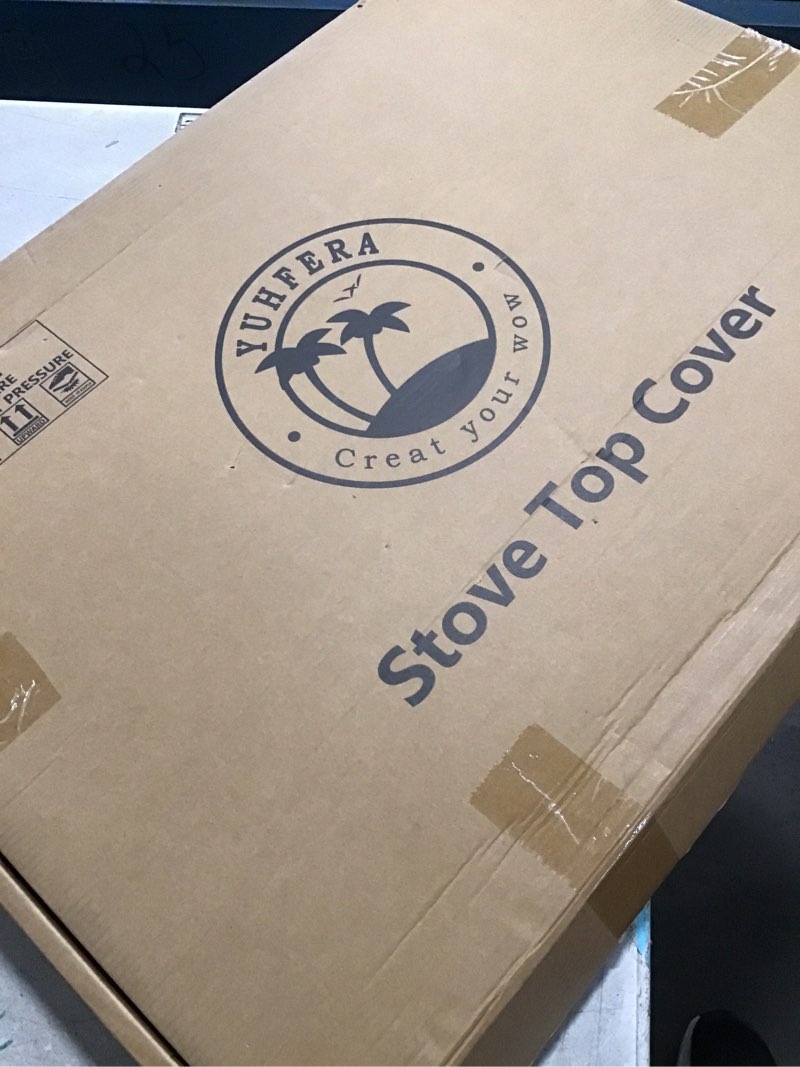 YUHFERA
Creat your wow
Stove Top Cover
PRESSURE
UPWARD